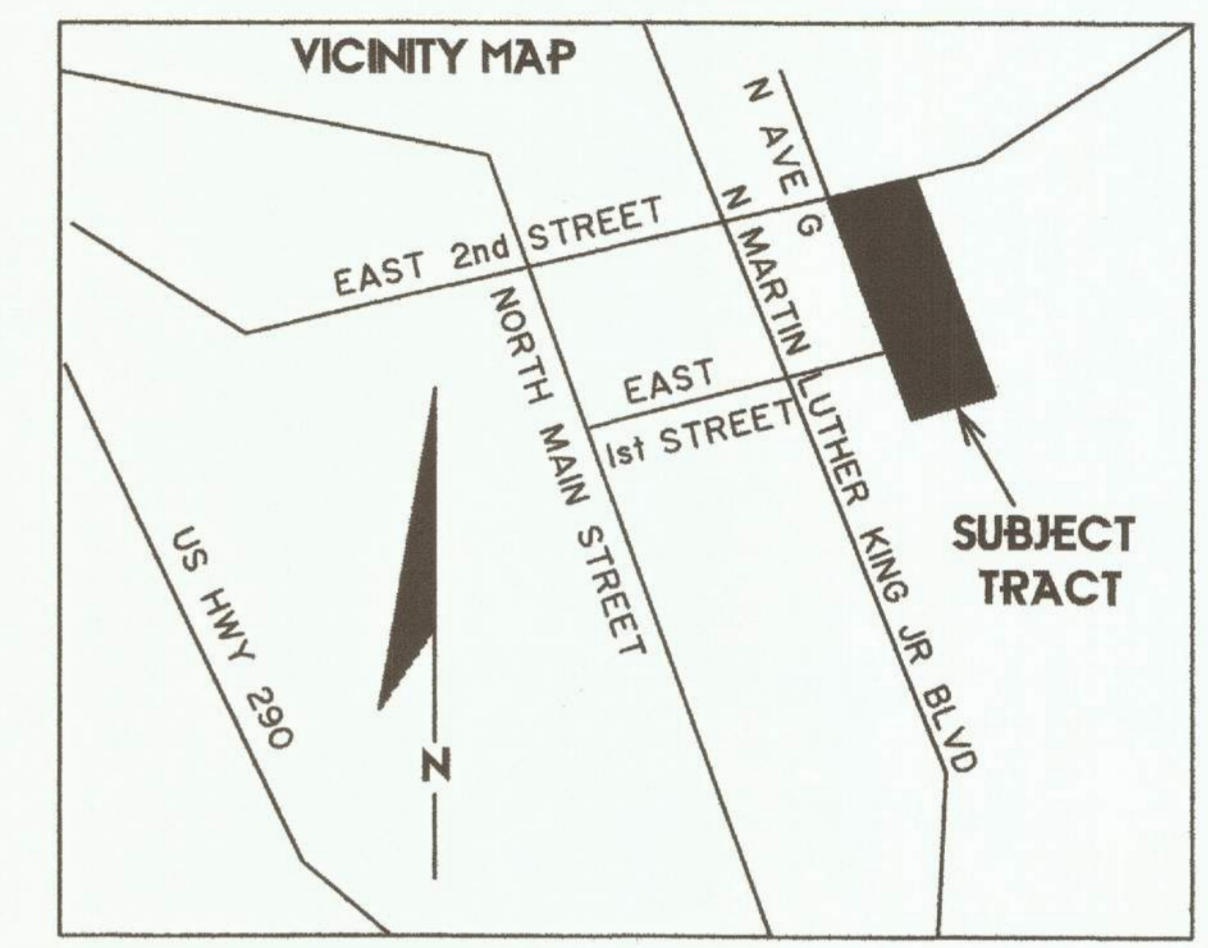 VICINITY MAP
N AVE G
EAST 2nd STREET
N MARTIN LUTHER KING JR BLVD
NORTH MAIN STREET
EAST
1st STREET
US HWY 290
SUBJECT
TRACT
N